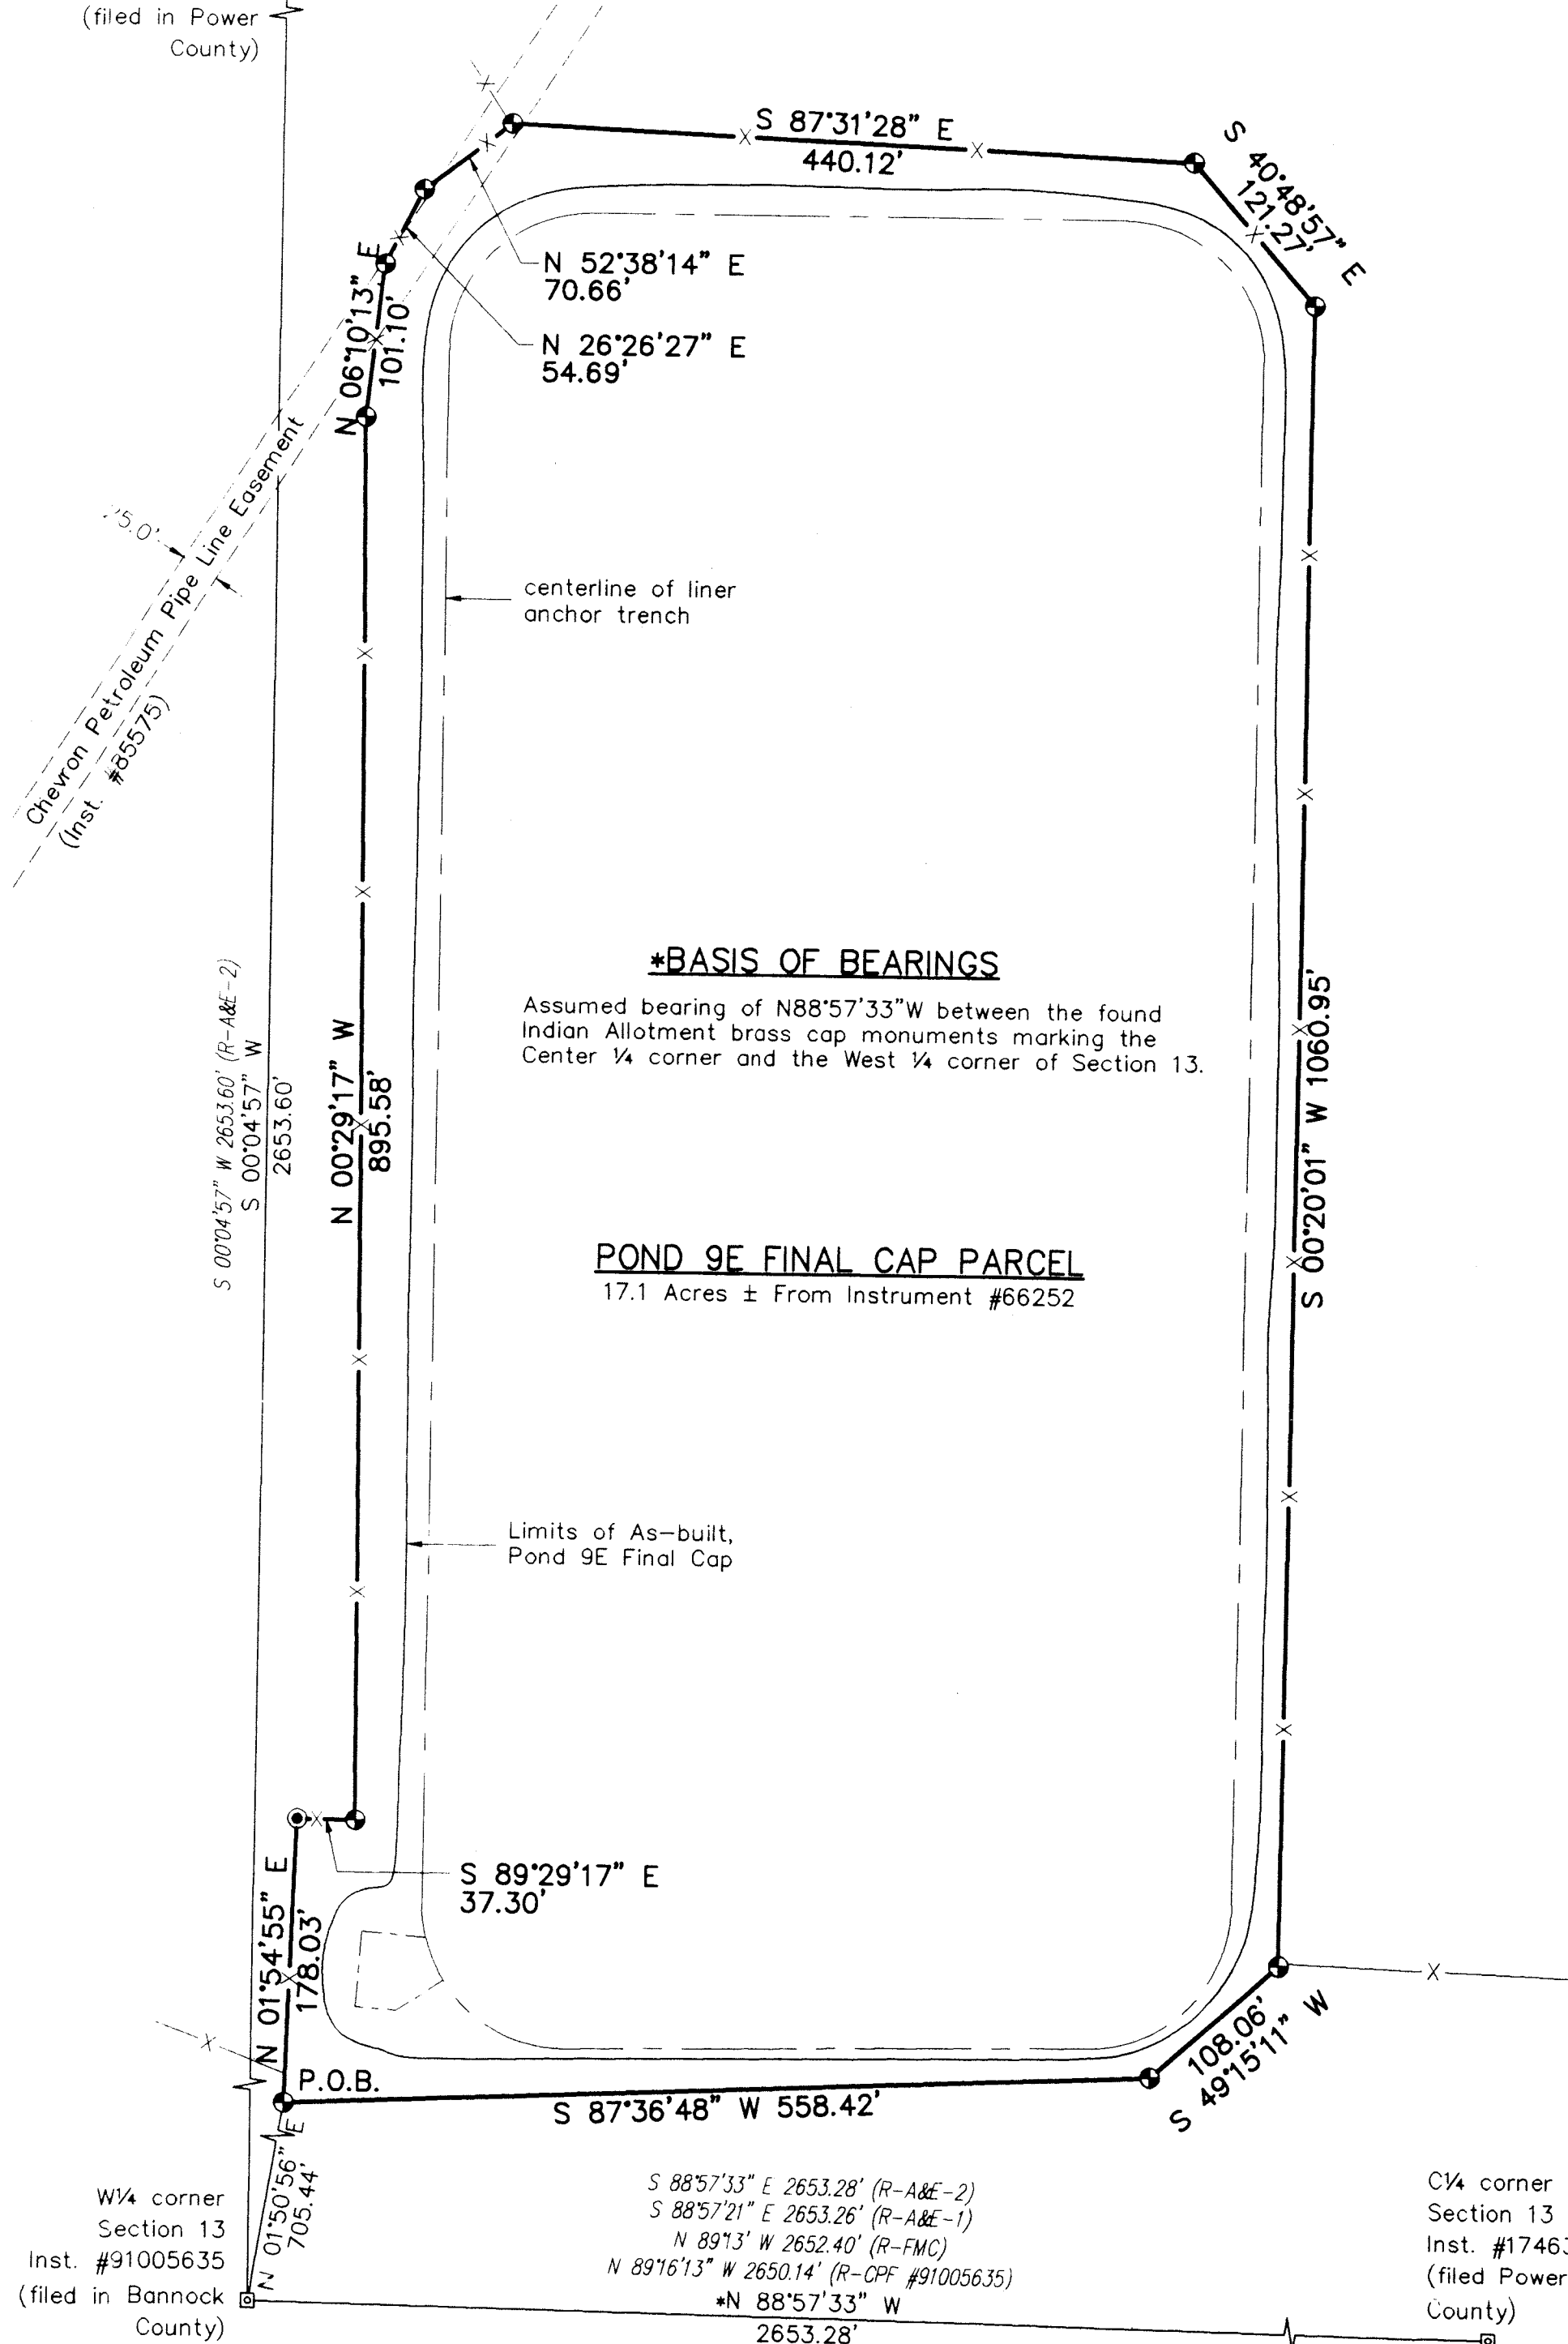 (filed in Power
County)
S 87°31'28" E
440.12'
S 40°48'57" E
121.27'
N 52°38'14" E
70.66'
N 26°26'27" E
54.69'
N 06°10'13" E
101.10'
25.0'
Chevron Petroleum Pipe Line Easement
(Inst. #85575)
centerline of liner
anchor trench
*BASIS OF BEARINGS
Assumed bearing of N88°57'33"W between the found
Indian Allotment brass cap monuments marking the
Center ¼ corner and the West ¼ corner of Section 13.
S 00°04'57" W 2653.60' (R-A&E-2)
S 00°04'57" W
2653.60'
N 00°29'17" W
895.58'
S 00°20'01" W 1060.95'
POND 9E FINAL CAP PARCEL
17.1 Acres ± From Instrument #66252
Limits of As-built,
Pond 9E Final Cap
S 89°29'17" E
37.30'
N 01°54'55" E
178.03'
P.O.B.
S 87°36'48" W 558.42'
108.06'
S 49°15'11" W
N 01°50'56" E
705.44'
W¼ corner
Section 13
Inst. #91005635
(filed in Bannock
County)
S 88°57'33" E 2653.28' (R-A&E-2)
S 88°57'21" E 2653.26' (R-A&E-1)
N 89°13' W 2652.40' (R-FMC)
N 89°16'13" W 2650.14' (R-CPF #91005635)
*N 88°57'33" W
2653.28'
C¼ corner
Section 13
Inst. #1746
(filed Power
County)